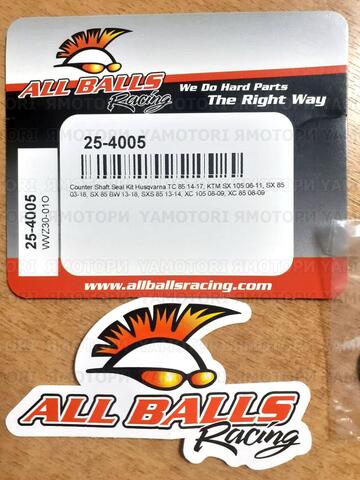 ALL BALLS
Racing
We Do Hard Parts
The Right Way
25-4005
Counter Shaft Seal Kit Husqvarna TC 85 14-17, KTM SX 105 06-11, SX 85
03-18, SX 85 BW 13-18, SXS 85 13-14, XC 105 08-09, XC 85 08-09
25-4005
WVZ30-01O
www.allballsracing.com
ALL BALLS
Racing
YAMOTORI ЯМОТОРИ YAMOTORI ЯМОТОРИ